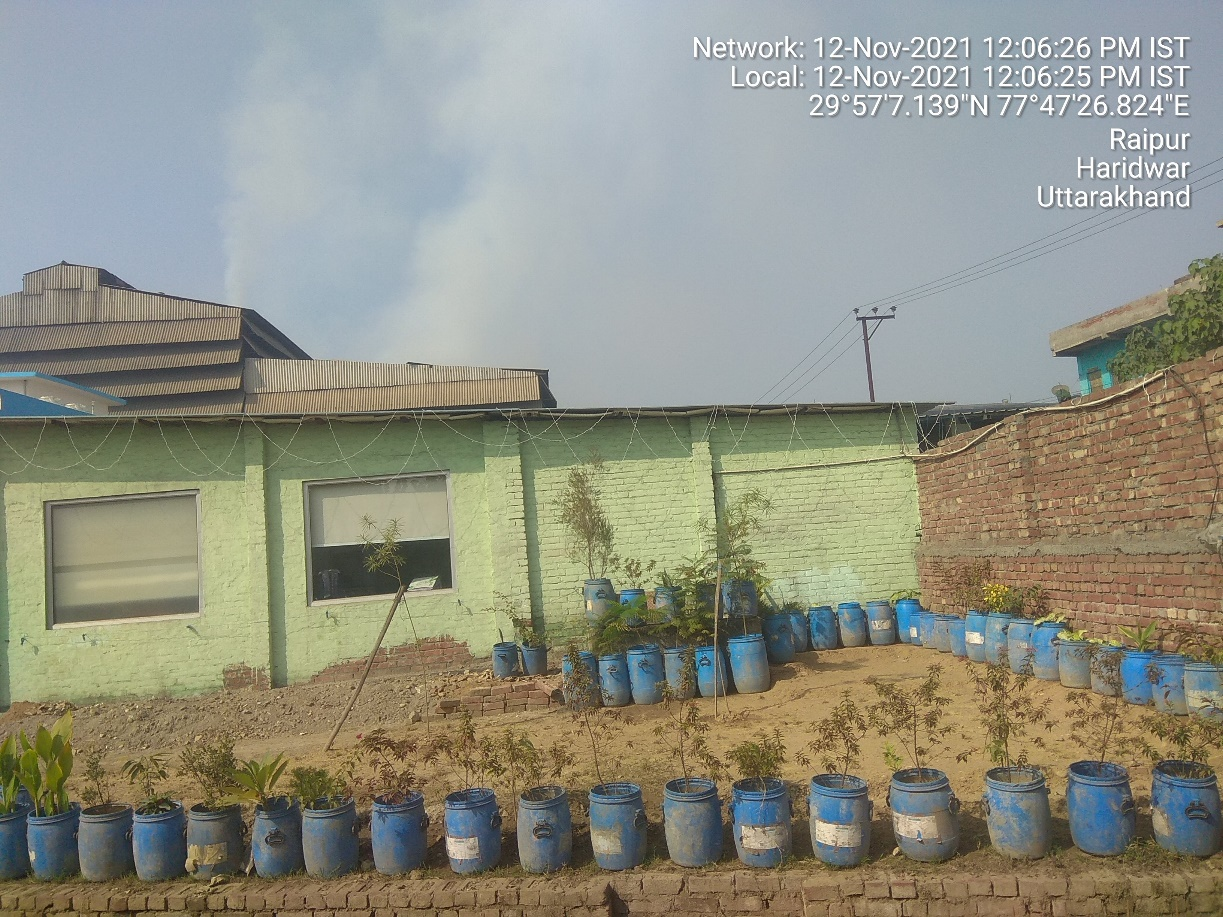 Network: 12-Nov-2021 12:06:26 PM IST
Local: 12-Nov-2021 12:06:25 PM IST
29°57'7.139"N 77°47'26.824"E
Raipur
Haridwar
Uttarakhand